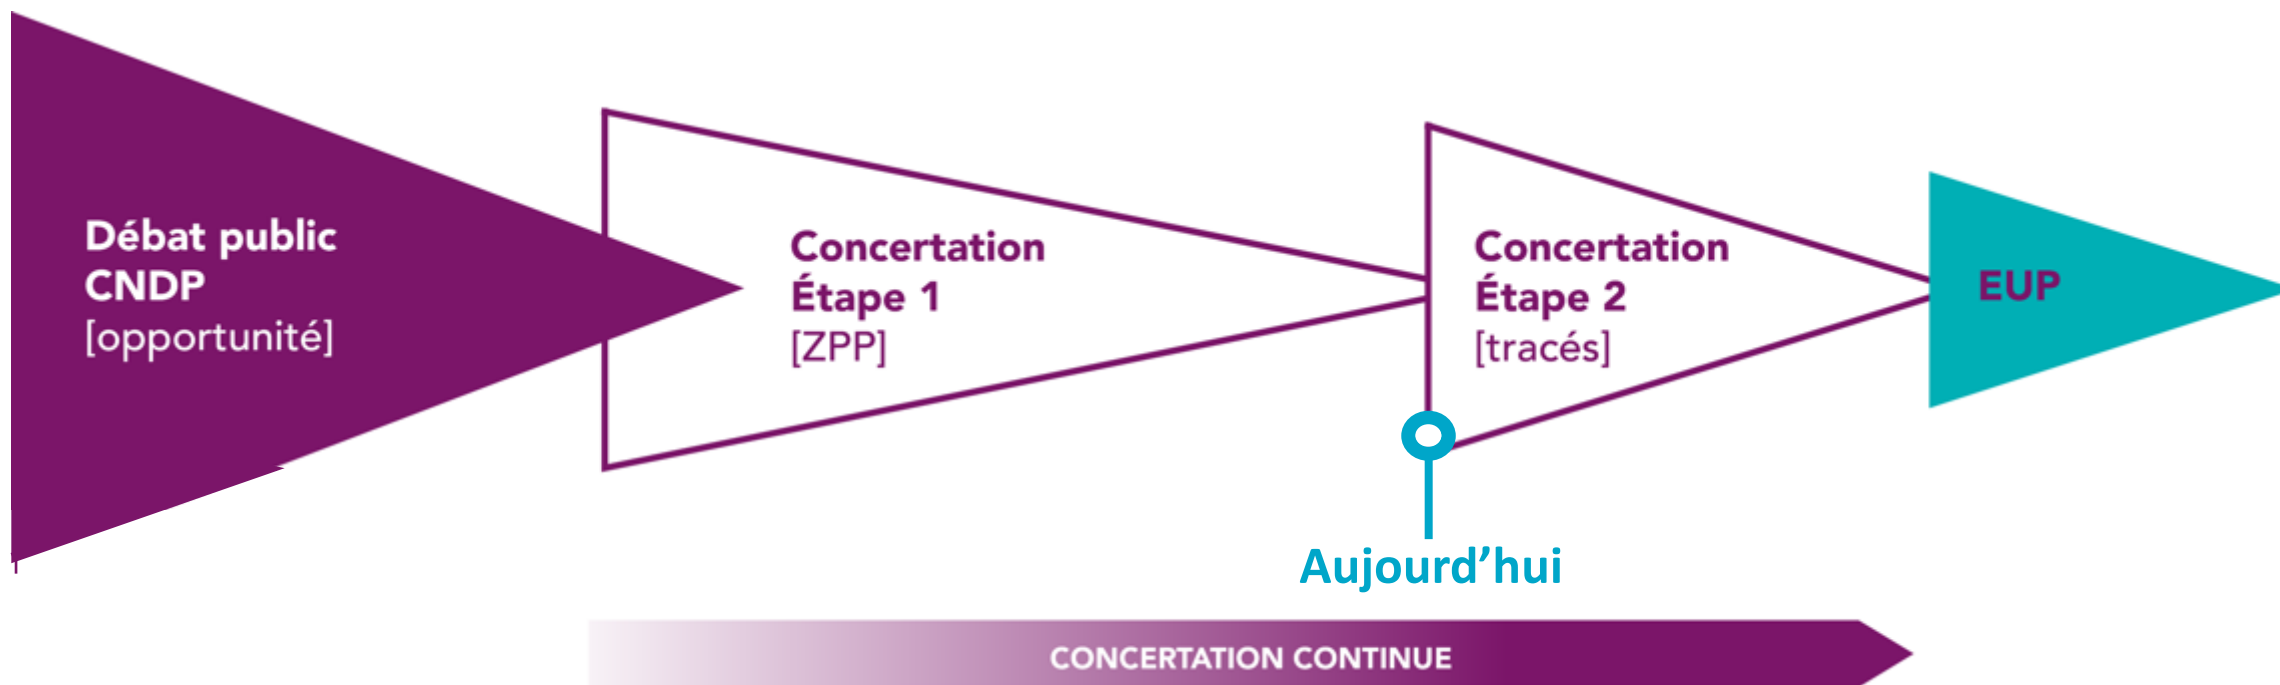 Débat public
CNDP
[opportunité]
Concertation
Étape 1
[ZPP]
Concertation
Étape 2
[tracés]
EUP
Aujourd’hui
CONCERTATION CONTINUE